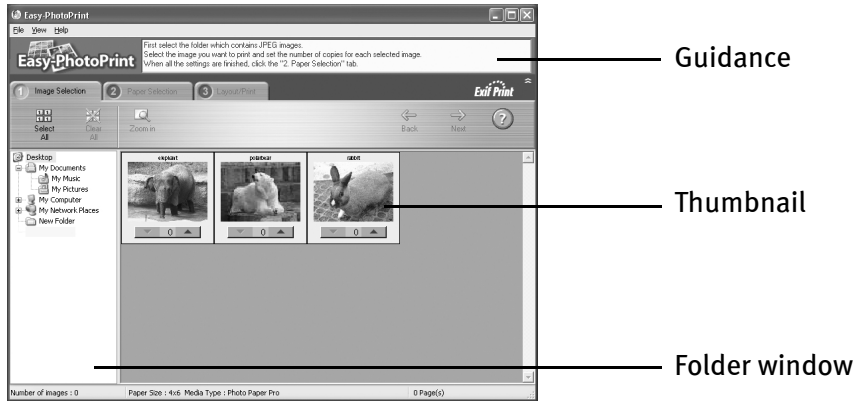 Easy-PhotoPrint
File View Help
Easy-PhotoPrint
First select the folder which contains JPEG images.
Select the image you want to print and set the number of copies for each selected image.
When all the settings are finished, click the "2. Paper Selection" tab.
Guidance
1 Image Selection 2 Paper Selection 3 Layout/Print
Exif Print
Select All
Clear All
Zoom in
Back
Next
?
Desktop
My Documents
My Music
My Pictures
My Computer
My Network Places
New Folder
elephant
polarbear
rabbit
0
0
0
Thumbnail
Folder window
Number of images : 0 Paper Size : 4x6 Media Type : Photo Paper Pro 0 Page(s)